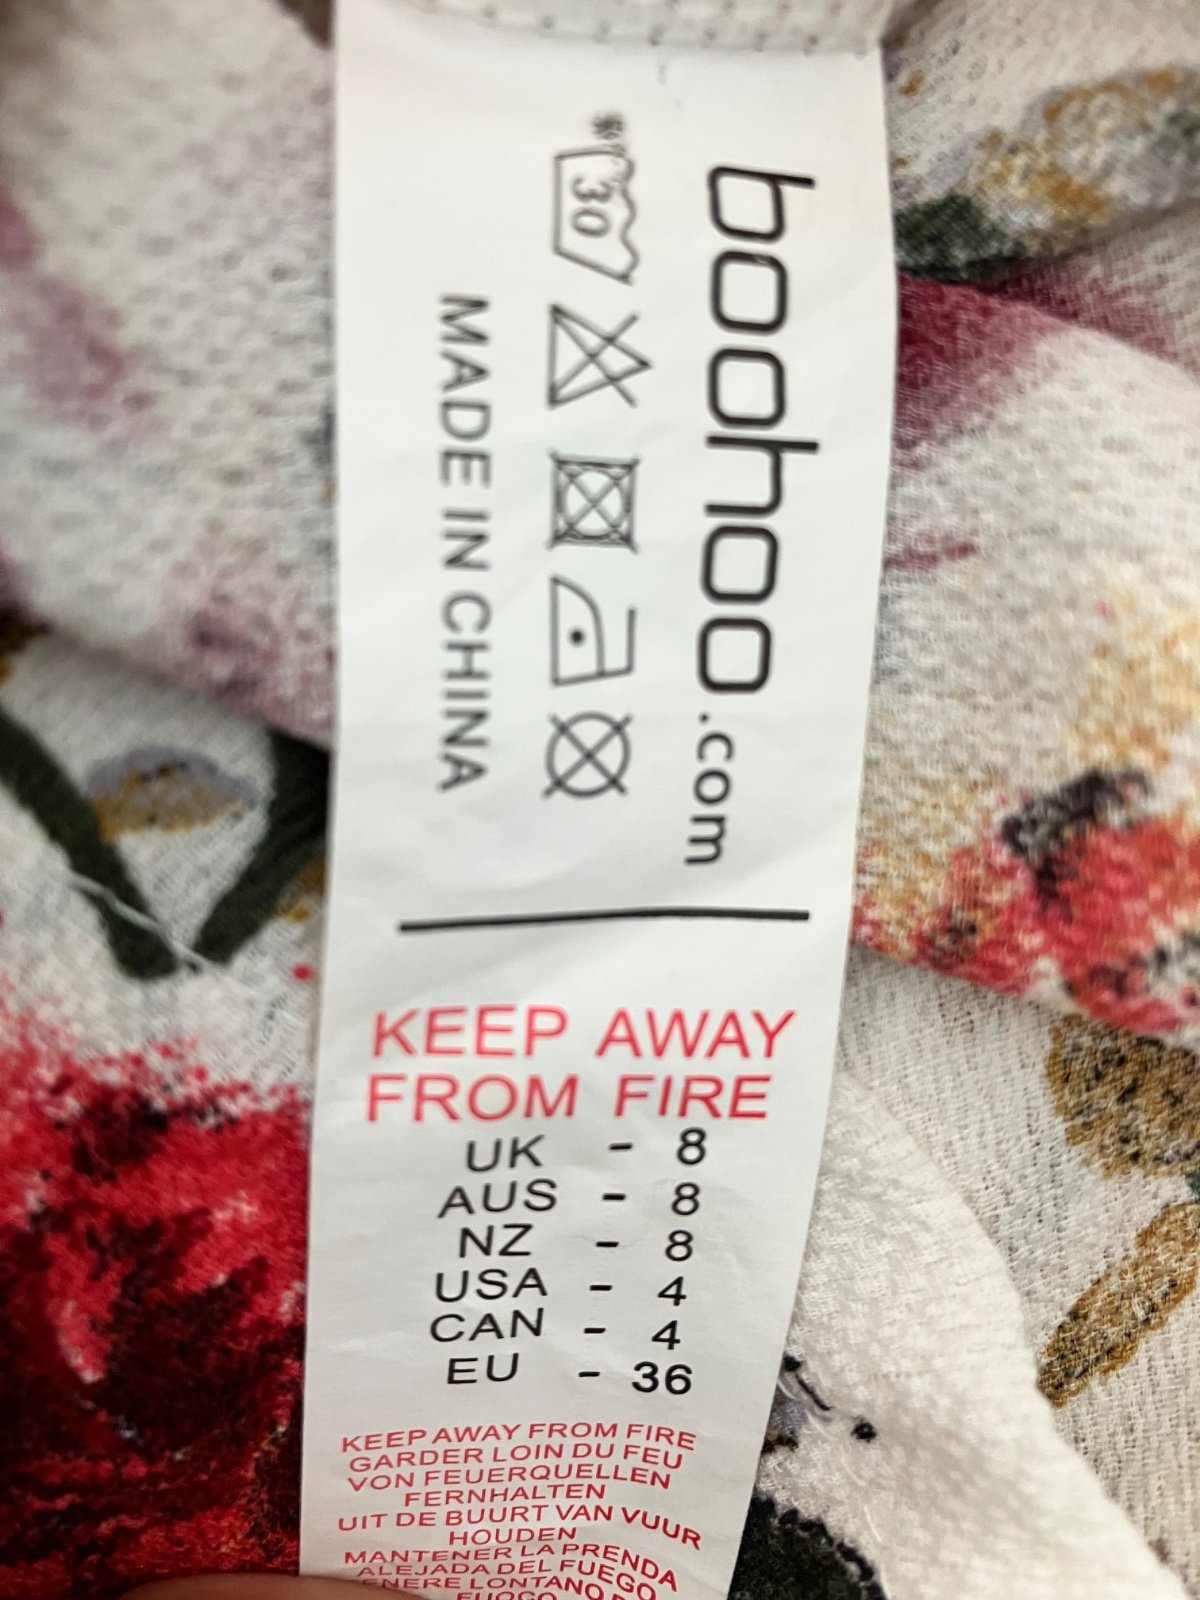 boohoo.com
30
MADE IN CHINA
KEEP AWAY
FROM FIRE
UK - 8
AUS - 8
NZ - 8
USA - 4
CAN - 4
EU - 36
KEEP AWAY FROM FIRE
GARDER LOIN DU FEU
VON FEUERQUELLEN
FERNHALTEN
UIT DE BUURT VAN VUUR
HOUDEN
MANTENER LA PRENDA
ALEJADA DEL FUEGO
LONTANO
FUOCO